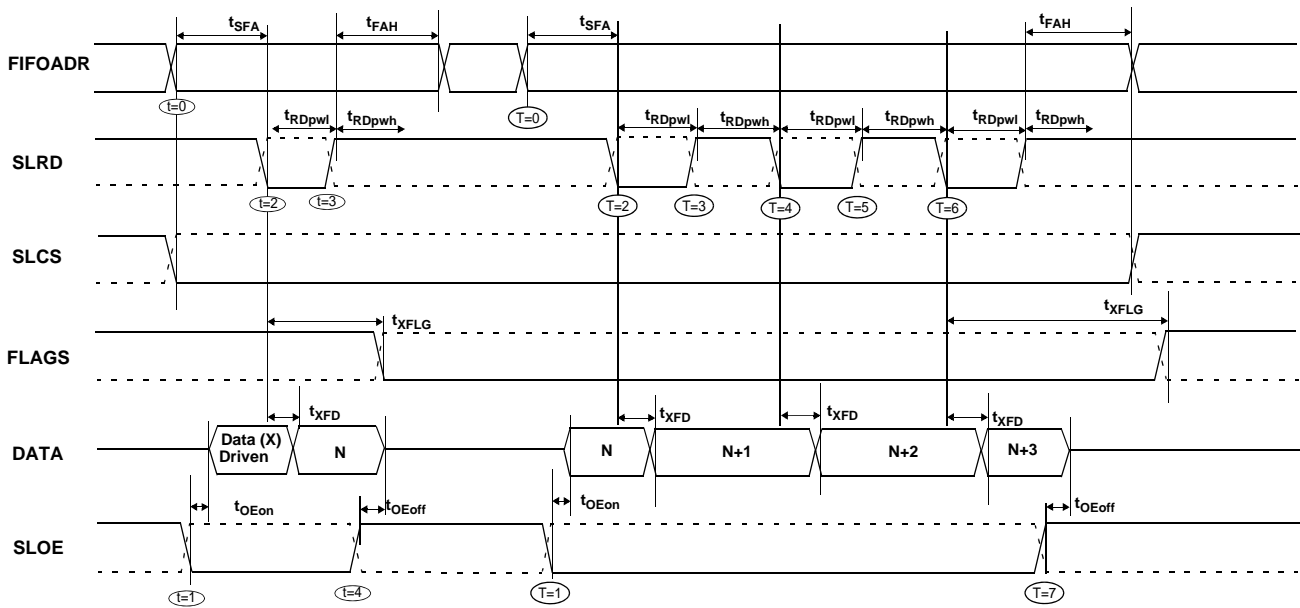 tSFA tFAH tSFA tFAH
FIFOADR
t=0 T=0
tRDpwl tRDpwh tRDpwl tRDpwh tRDpwl tRDpwh tRDpwl tRDpwh
SLRD
t=2 t=3 T=2 T=3 T=4 T=5 T=6
SLCS
tXFLG tXFLG
FLAGS
tXFD tXFD tXFD tXFD
DATA
Data (X)
Driven
N N N+1 N+2 N+3
tOEon tOEoff tOEon tOEoff
SLOE
t=1 t=4 T=1 T=7